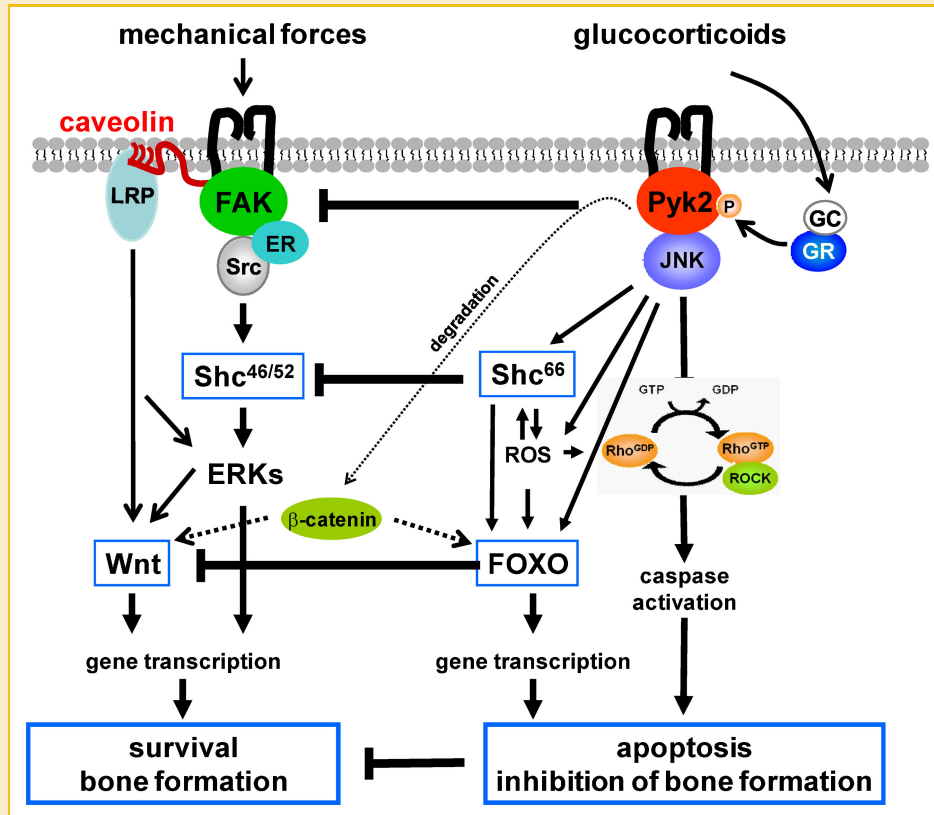 mechanical forces
glucocorticoids
caveolin
LRP
FAK
ER
Src
Pyk2
P
JNK
GC
GR
degradation
Shc46/52
Shc66
GTP
GDP
ROS
RhoGDP
RhoGTP
ROCK
ERKs
β-catenin
Wnt
FOXO
caspase
activation
gene transcription
gene transcription
survival
bone formation
apoptosis
inhibition of bone formation